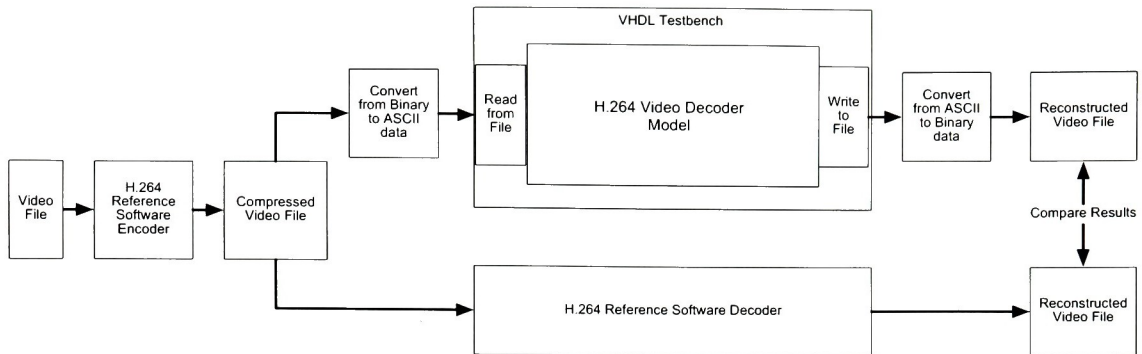 VHDL Testbench
Video
File
H.264
Reference
Software
Encoder
Compressed
Video File
Convert
from Binary
to ASCII
data
Read
from
File
H.264 Video Decoder
Model
Write
to
File
Convert
from ASCII
to Binary
data
Reconstructed
Video File
Compare Results
H.264 Reference Software Decoder
Reconstructed
Video File